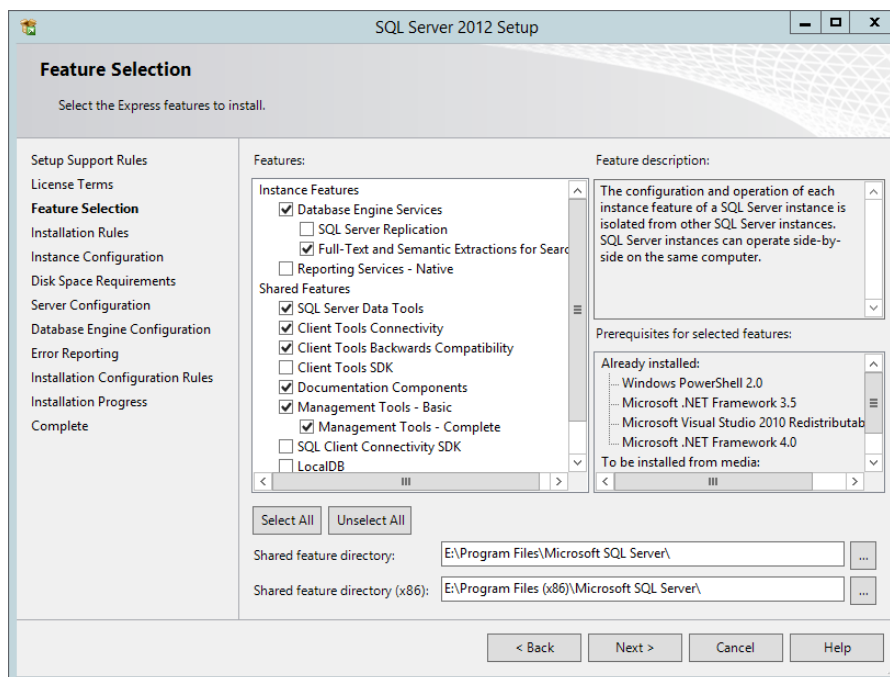 SQL Server 2012 Setup
Feature Selection
Select the Express features to install.
Setup Support Rules
License Terms
Feature Selection
Installation Rules
Instance Configuration
Disk Space Requirements
Server Configuration
Database Engine Configuration
Error Reporting
Installation Configuration Rules
Installation Progress
Complete
Features:
Instance Features
Database Engine Services
SQL Server Replication
Full-Text and Semantic Extractions for Searc
Reporting Services - Native
Shared Features
SQL Server Data Tools
Client Tools Connectivity
Client Tools Backwards Compatibility
Client Tools SDK
Documentation Components
Management Tools - Basic
Management Tools - Complete
SQL Client Connectivity SDK
LocalDB
Feature description:
The configuration and operation of each
instance feature of a SQL Server instance is
isolated from other SQL Server instances.
SQL Server instances can operate side-by-
side on the same computer.
Prerequisites for selected features:
Already installed:
Windows PowerShell 2.0
Microsoft .NET Framework 3.5
Microsoft Visual Studio 2010 Redistributab
Microsoft .NET Framework 4.0
To be installed from media:
Select All
Unselect All
Shared feature directory:
E:\Program Files\Microsoft SQL Server\
...
Shared feature directory (x86):
E:\Program Files (x86)\Microsoft SQL Server\
...
< Back
Next >
Cancel
Help